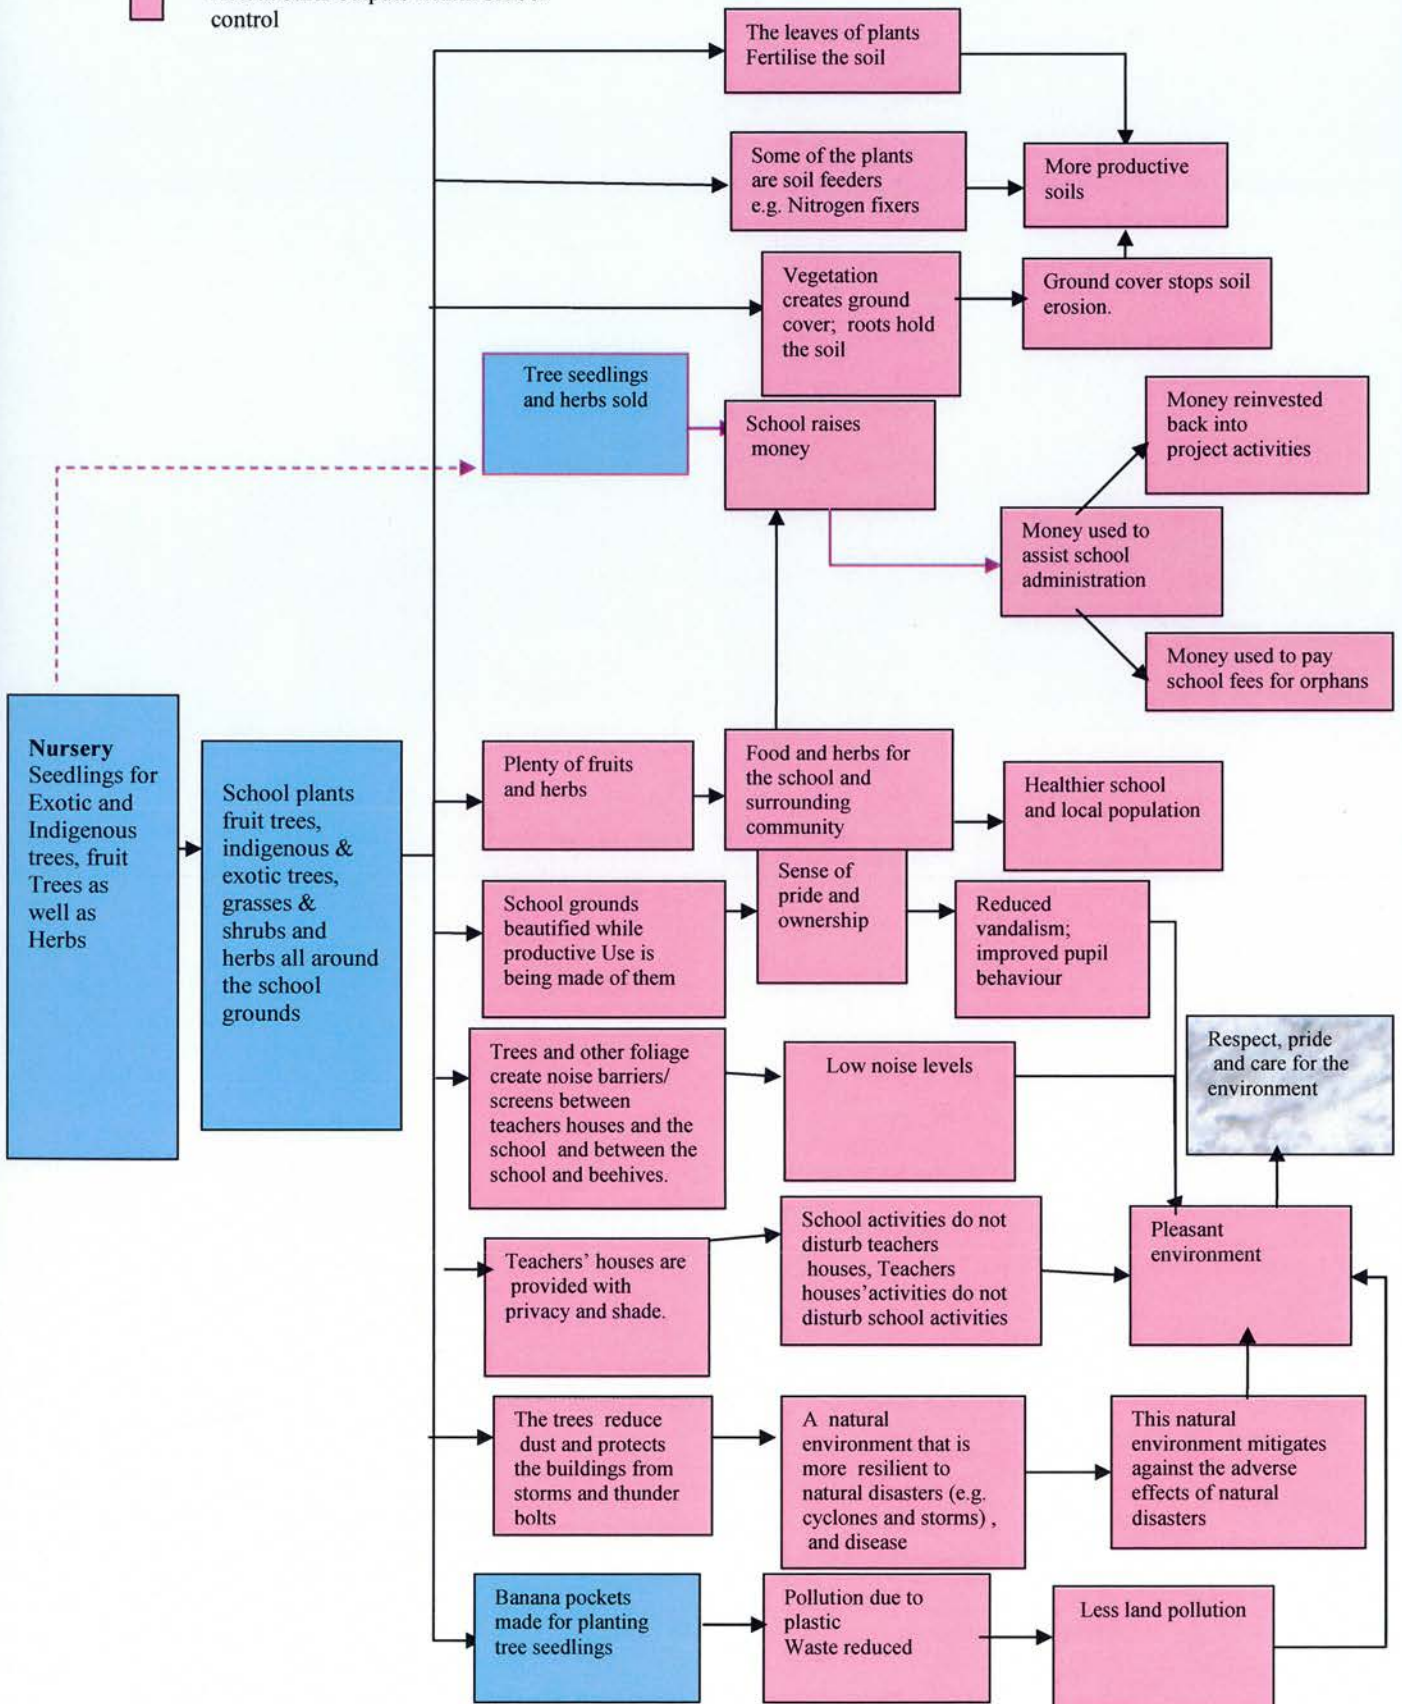 control
The leaves of plants
Fertilise the soil
Some of the plants
are soil feeders
e.g. Nitrogen fixers
More productive
soils
Vegetation
creates ground
cover;  roots hold
the soil
Ground cover stops soil
erosion.
Tree seedlings
and herbs sold
School raises
money
Money reinvested
back into
project activities
Money used to
assist school
administration
Money used to pay
school fees for orphans
Nursery
Seedlings for
Exotic and
Indigenous
trees, fruit
Trees as
well as
Herbs
School plants
fruit trees,
indigenous &
exotic trees,
grasses &
shrubs and
herbs all around
the school
grounds
Plenty of fruits
and herbs
Food and herbs for
the school and
surrounding
community
Healthier school
and local population
School grounds
beautified while
productive Use is
being made of them
Sense of
pride and
ownership
Reduced
vandalism;
improved pupil
behaviour
Trees and other foliage
create noise barriers/
screens between
teachers houses and the
school  and between the
school and beehives.
Low noise levels
Respect, pride
and care for the
environment
Teachers' houses are
provided with
privacy and shade.
School activities do not
disturb teachers
houses, Teachers
houses'activities do not
disturb school activities
Pleasant
environment
The trees  reduce
dust and protects
the buildings from
storms and thunder
bolts
A  natural
environment that is
more  resilient to
natural disasters (e.g.
cyclones and storms) ,
and disease
This natural
environment mitigates
against the adverse
effects of natural
disasters
Banana pockets
made for planting
tree seedlings
Pollution due to
plastic
Waste reduced
Less land pollution